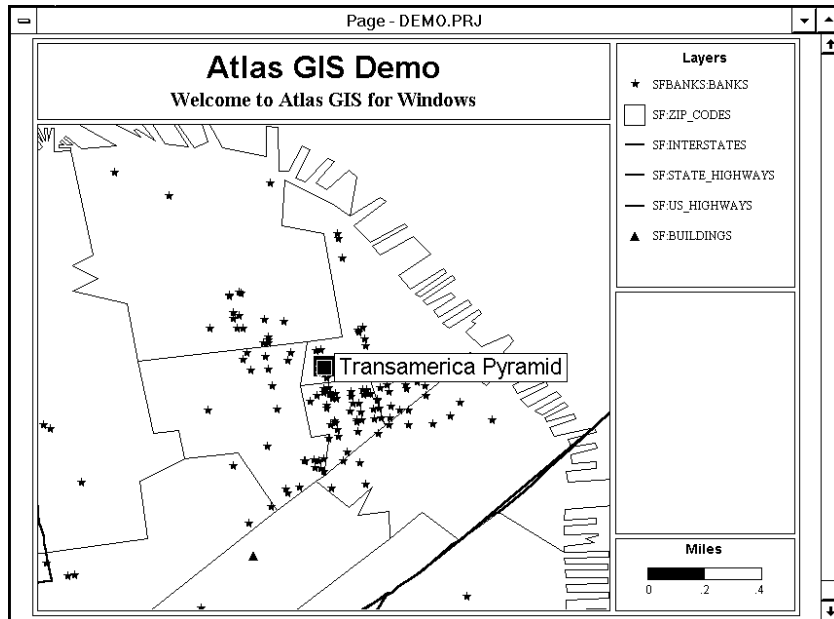 Page - DEMO.PRJ
Atlas GIS Demo
Welcome to Atlas GIS for Windows
Layers
SFBANKS:BANKS
SF:ZIP_CODES
SF:INTERSTATES
SF:STATE_HIGHWAYS
SF:US_HIGHWAYS
SF:BUILDINGS
Transamerica Pyramid
Miles
0 .2 .4